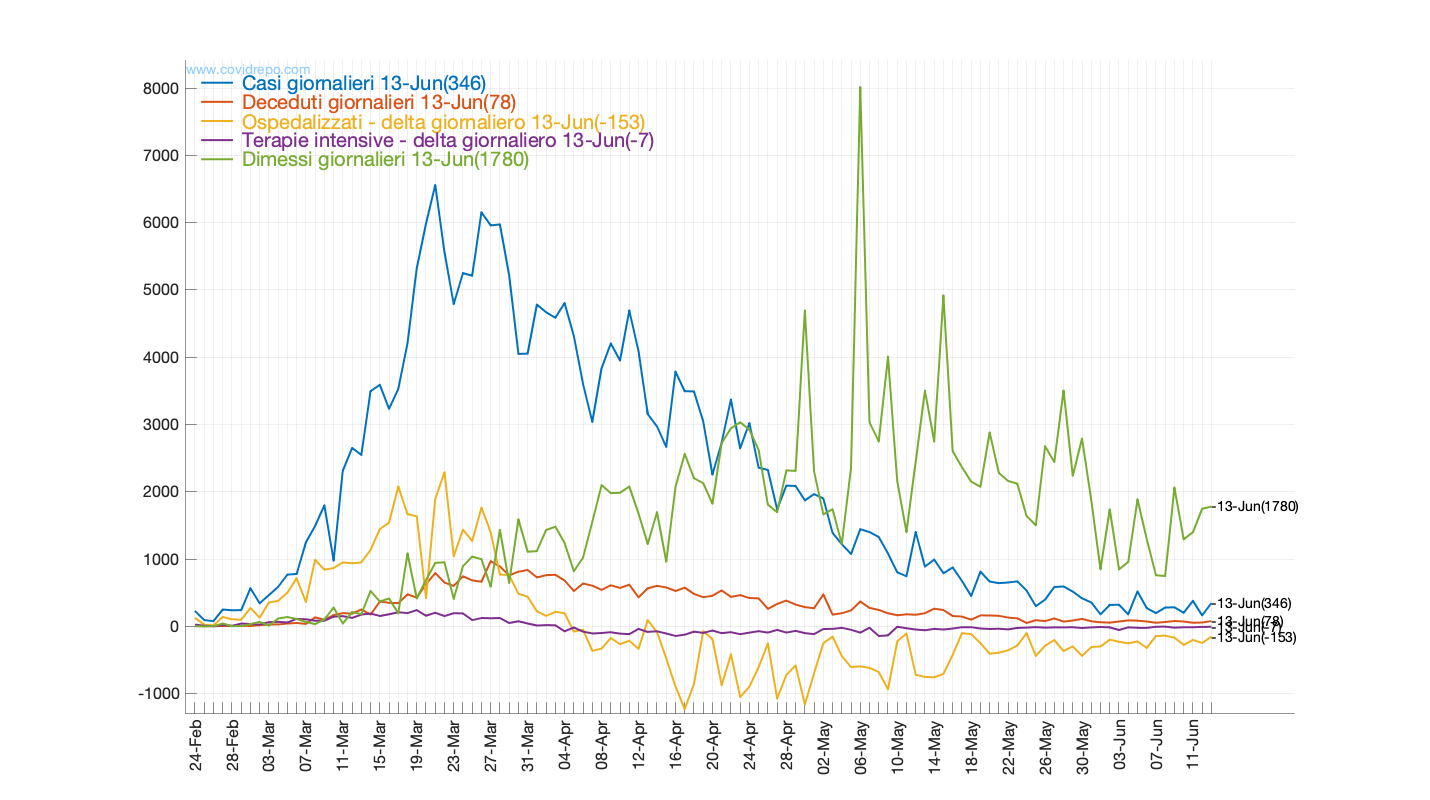 www.covidrepo.com
Casi giornalieri 13-Jun(346)
Deceduti giornalieri 13-Jun(78)
Ospedalizzati - delta giornaliero 13-Jun(-153)
Terapie intensive - delta giornaliero 13-Jun(-7)
Dimessi giornalieri 13-Jun(1780)
8000
7000
6000
5000
4000
3000
2000
1000
0
-1000
13-Jun(1780)
13-Jun(346)
13-Jun(78)
13-Jun(-7)
13-Jun(-153)
24-Feb
28-Feb
03-Mar
07-Mar
11-Mar
15-Mar
19-Mar
23-Mar
27-Mar
31-Mar
04-Apr
08-Apr
12-Apr
16-Apr
20-Apr
24-Apr
28-Apr
02-May
06-May
10-May
14-May
18-May
22-May
26-May
30-May
03-Jun
07-Jun
11-Jun